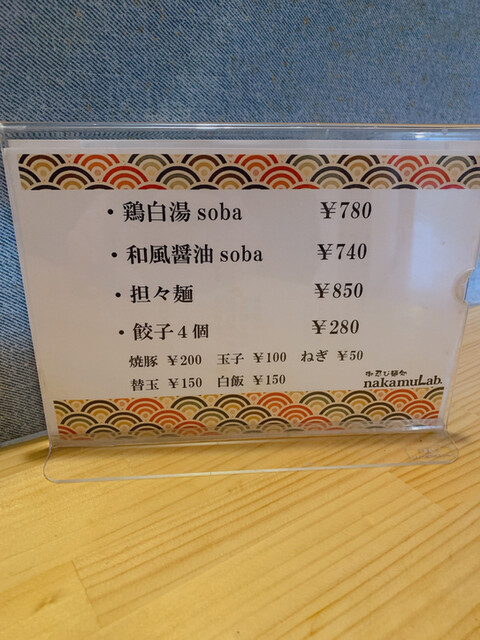 ・鶏白湯 soba ¥780
・和風醤油 soba ¥740
・担々麺 ¥850
・餃子4個 ¥280
焼豚 ¥200 玉子 ¥100 ねぎ ¥50
替玉 ¥150 白飯 ¥150
nakamuLab.